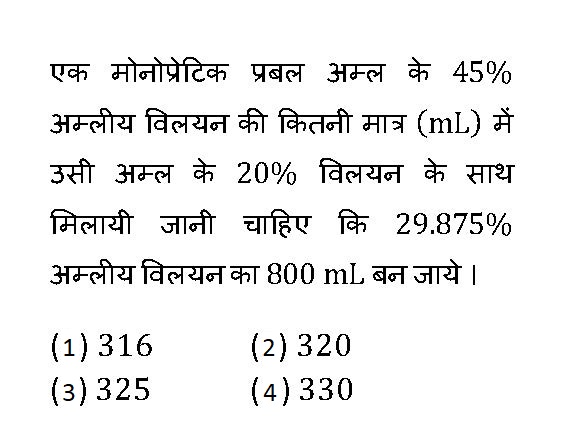 एक मोनोप्रेटिक प्रबल अम्ल के 45%
अम्लीय विलयन की कितनी मात्र (mL) में
उसी अम्ल के 20% विलयन के साथ
मिलायी जानी चाहिए कि 29.875%
अम्लीय विलयन का 800 mL बन जाये ।
(1) 316 (2) 320
(3) 325 (4) 330